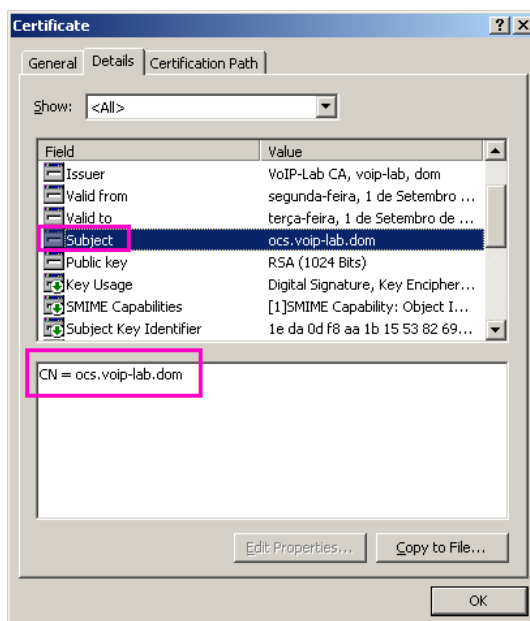 Certificate
General Details Certification Path
Show: <All>
Field Value
Issuer VoIP-Lab CA, voip-lab, dom
Valid from segunda-feira, 1 de Setembro ...
Valid to terça-feira, 1 de Setembro de ...
Subject ocs.voip-lab.dom
Public key RSA (1024 Bits)
Key Usage Digital Signature, Key Encipher...
SMIME Capabilities [1]SMIME Capability: Object I...
Subject Key Identifier 1e da 0d f8 aa 1b 15 53 82 69...
CN = ocs.voip-lab.dom
Edit Properties... Copy to File...
OK